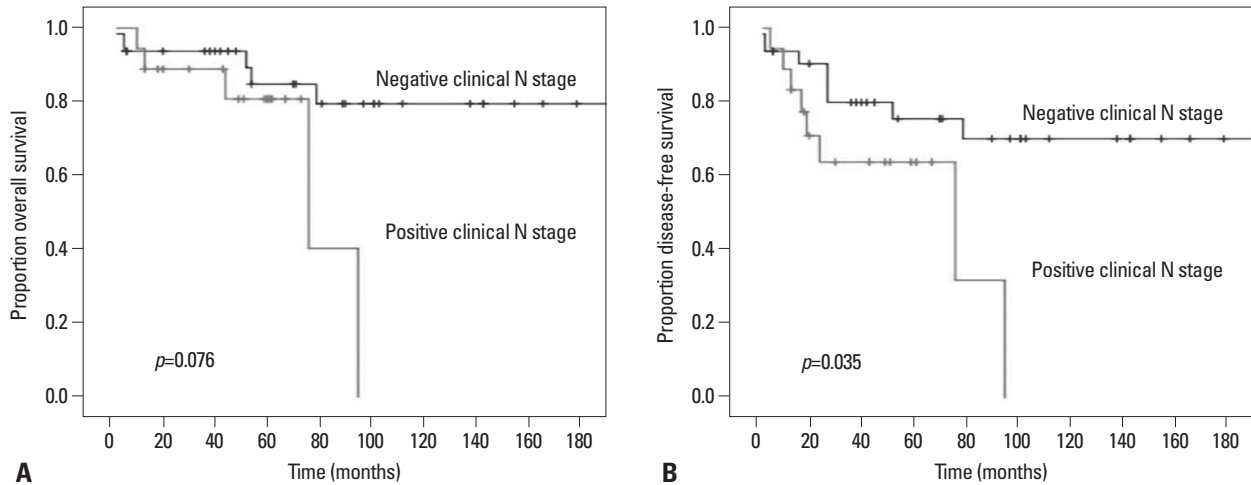 Proportion overall survival
1.0
0.8
0.6
0.4
0.2
0.0
Negative clinical N stage
Positive clinical N stage
p=0.076
0 20 40 60 80 100 120 140 160 180
Time (months)
A
Proportion disease-free survival
1.0
0.8
0.6
0.4
0.2
0.0
Negative clinical N stage
Positive clinical N stage
p=0.035
0 20 40 60 80 100 120 140 160 180
Time (months)
B